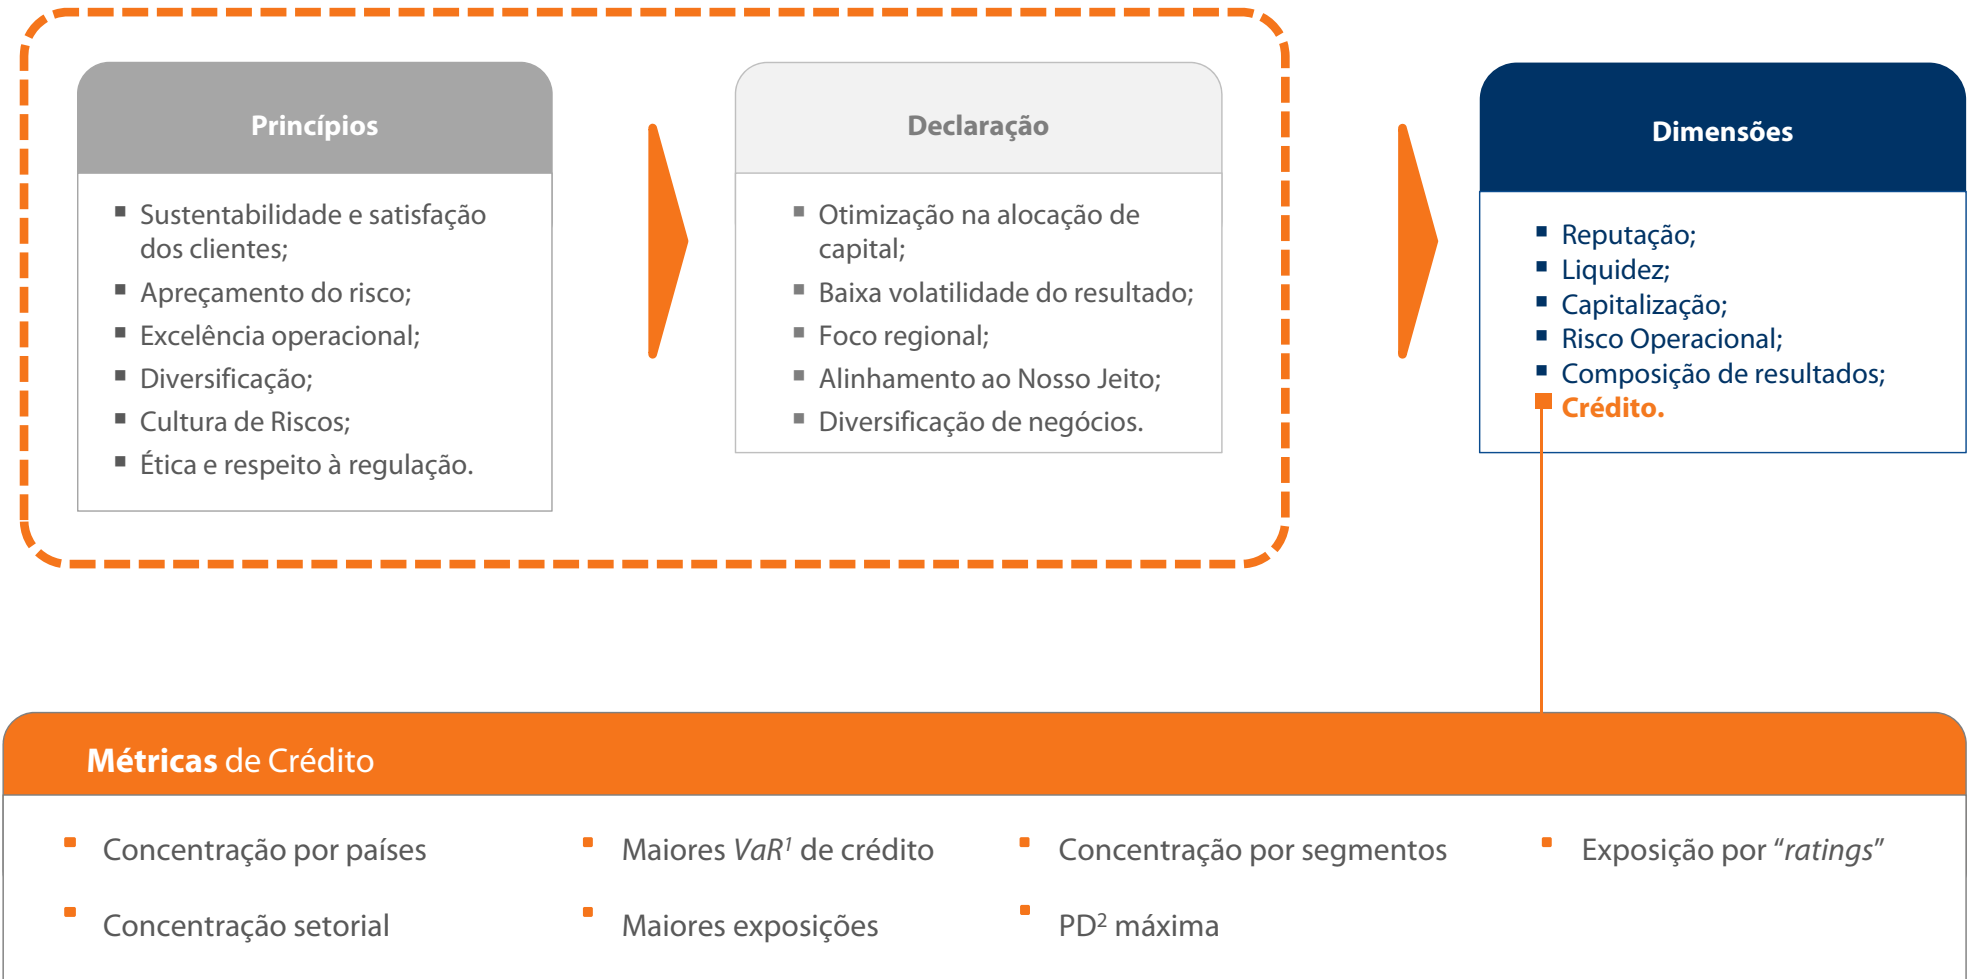 Princípios
Sustentabilidade e satisfação
dos clientes;
Apreçamento do risco;
Excelência operacional;
Diversificação;
Cultura de Riscos;
Ética e respeito à regulação.
Declaração
Otimização na alocação de
capital;
Baixa volatilidade do resultado;
Foco regional;
Alinhamento ao Nosso Jeito;
Diversificação de negócios.
Dimensões
Reputação;
Liquidez;
Capitalização;
Risco Operacional;
Composição de resultados;
Crédito.
Métricas de Crédito
Concentração por países
Maiores VaR¹ de crédito
Concentração por segmentos
Exposição por “ratings”
Concentração setorial
Maiores exposições
PD² máxima